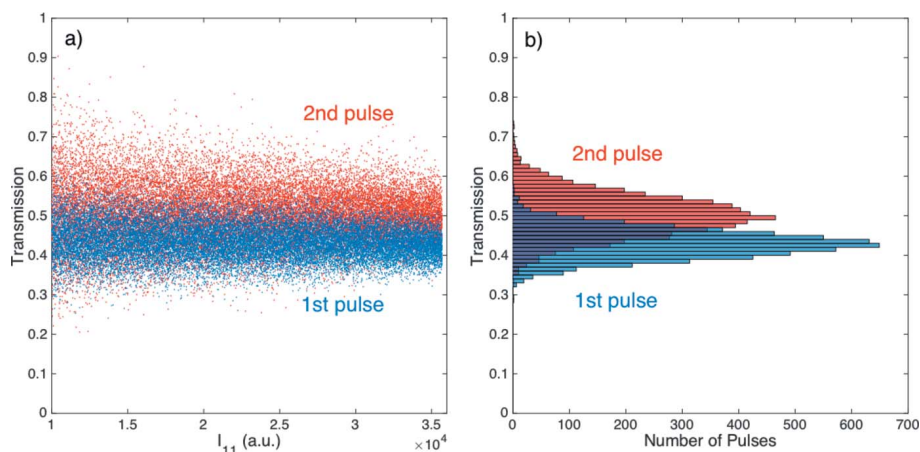 a)
1
0.9
0.8
0.7
0.6
0.5
0.4
0.3
0.2
0.1
0
Transmission
2nd pulse
1st pulse
1 1.5 2 2.5 3 3.5
×10⁴
I₁₁ (a.u.)
b)
1
0.9
0.8
0.7
0.6
0.5
0.4
0.3
0.2
0.1
0
Transmission
2nd pulse
1st pulse
0 100 200 300 400 500 600 700
Number of Pulses